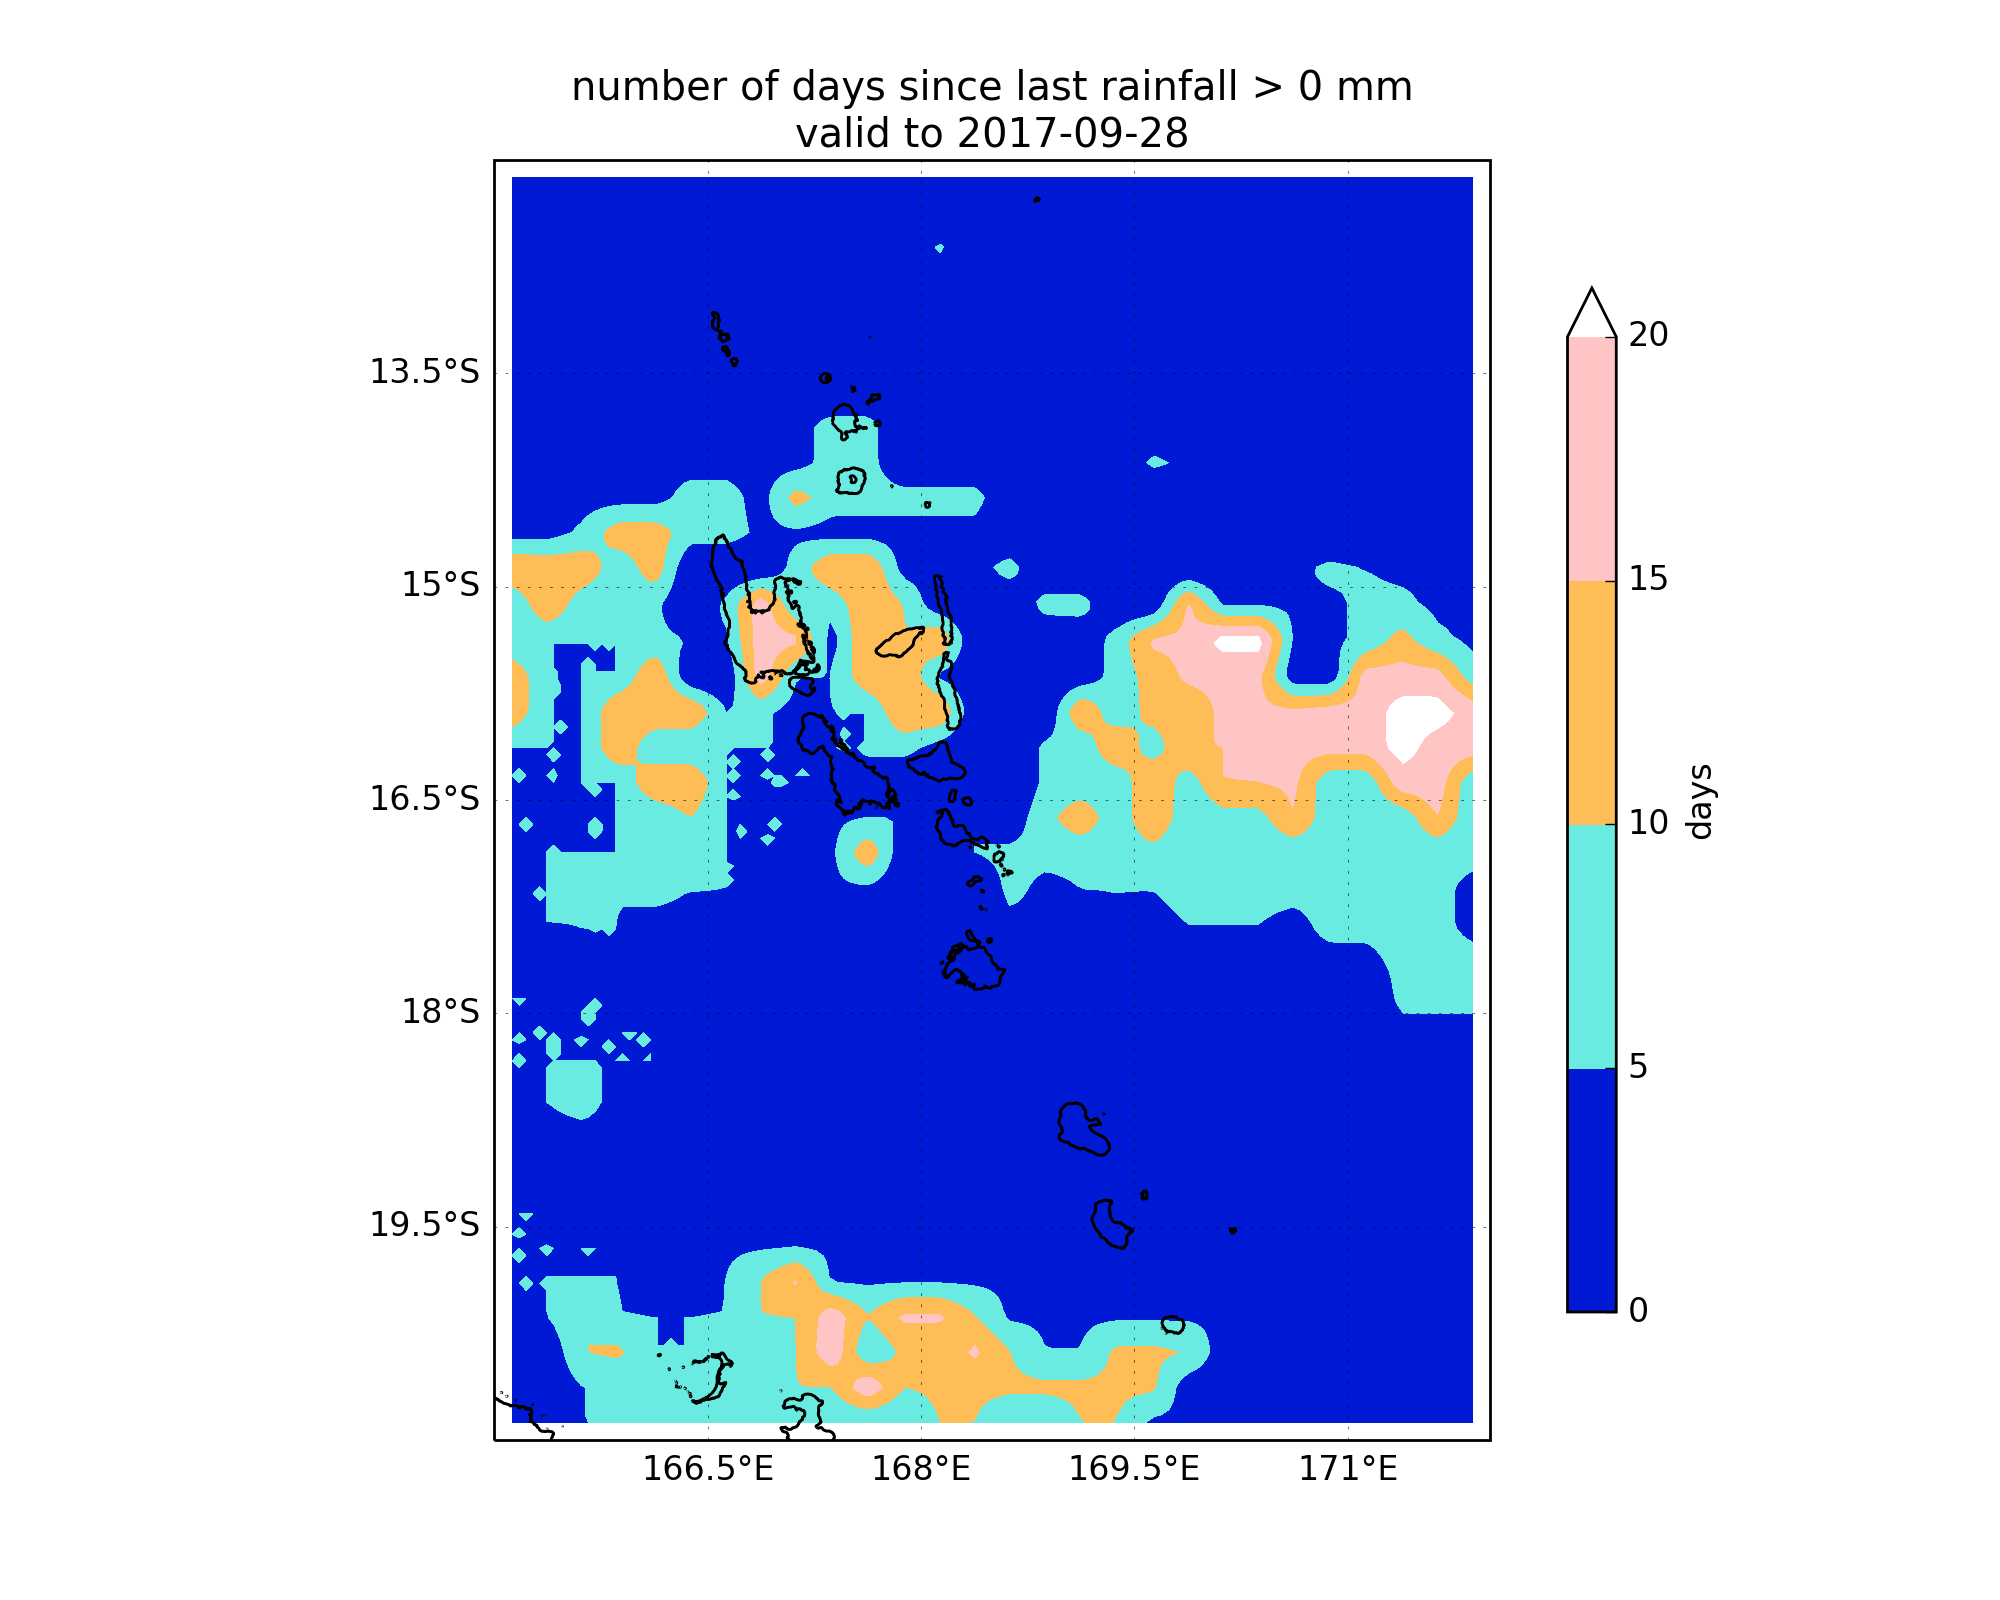 number of days since last rainfall > 0 mm
valid to 2017-09-28
13.5°S
15°S
16.5°S
18°S
19.5°S
166.5°E
168°E
169.5°E
171°E
20
15
10
5
0
days